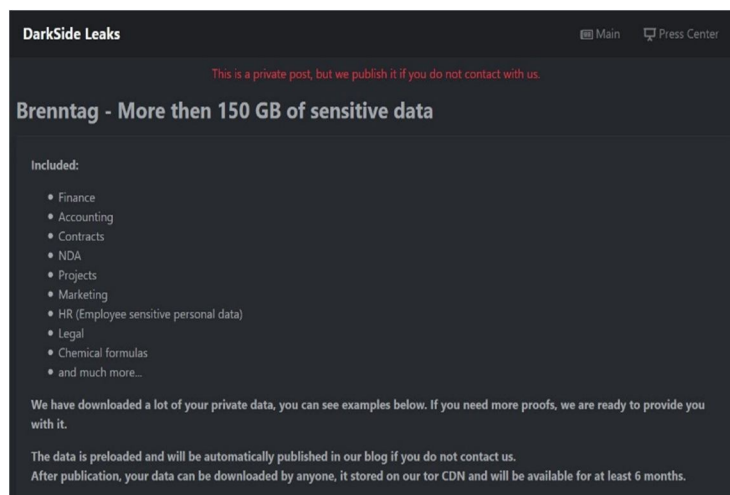 DarkSide Leaks
Main
Press Center
This is a private post, but we publish it if you do not contact with us.
Brenntag - More then 150 GB of sensitive data
Included:
Finance
Accounting
Contracts
NDA
Projects
Marketing
HR (Employee sensitive personal data)
Legal
Chemical formulas
and much more...
We have downloaded a lot of your private data, you can see examples below. If you need more proofs, we are ready to provide you
with it.
The data is preloaded and will be automatically published in our blog if you do not contact us.
After publication, your data can be downloaded by anyone, it stored on our tor CDN and will be available for at least 6 months.